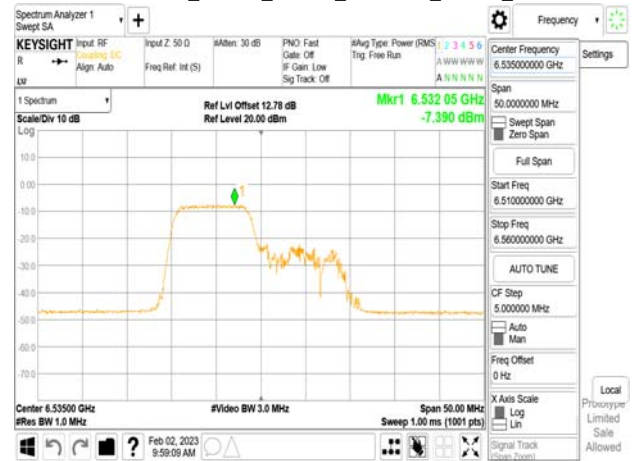 Spectrum Analyzer 1
Swept SA
Frequency
KEYSIGHT
R
Input: RF
Coupling: DC
Align: Auto
Input Z: 50 Ω
Freq Ref: Int (S)
#Atten: 30 dB
PNO: Fast
Gate: Off
IF Gain: Low
Sig Track: Off
#Avg Type: Power (RMS
Trig: Free Run
1 2 3 4 5 6
A W W W W W
A N N N N N
1 Spectrum
Scale/Div 10 dB
Log
Ref Lvl Offset 12.78 dB
Ref Level 20.00 dBm
Mkr1 6.532 05 GHz
-7.390 dBm
1
10.0
0.00
-10.0
-20.0
-30.0
-40.0
-50.0
-60.0
-70.0
Center 6.53500 GHz
#Res BW 1.0 MHz
#Video BW 3.0 MHz
Span 50.00 MHz
Sweep 1.00 ms (1001 pts)
Feb 02, 2023
9:59:09 AM
?
Center Frequency
6.535000000 GHz
Settings
Span
50.0000000 MHz
Swept Span
Zero Span
Full Span
Start Freq
6.510000000 GHz
Stop Freq
6.560000000 GHz
AUTO TUNE
CF Step
5.000000 MHz
Auto
Man
Freq Offset
0 Hz
X Axis Scale
Log
Lin
Signal Track
(Span Zoom)
Local
Prototype
Limited
Sale
Allowed